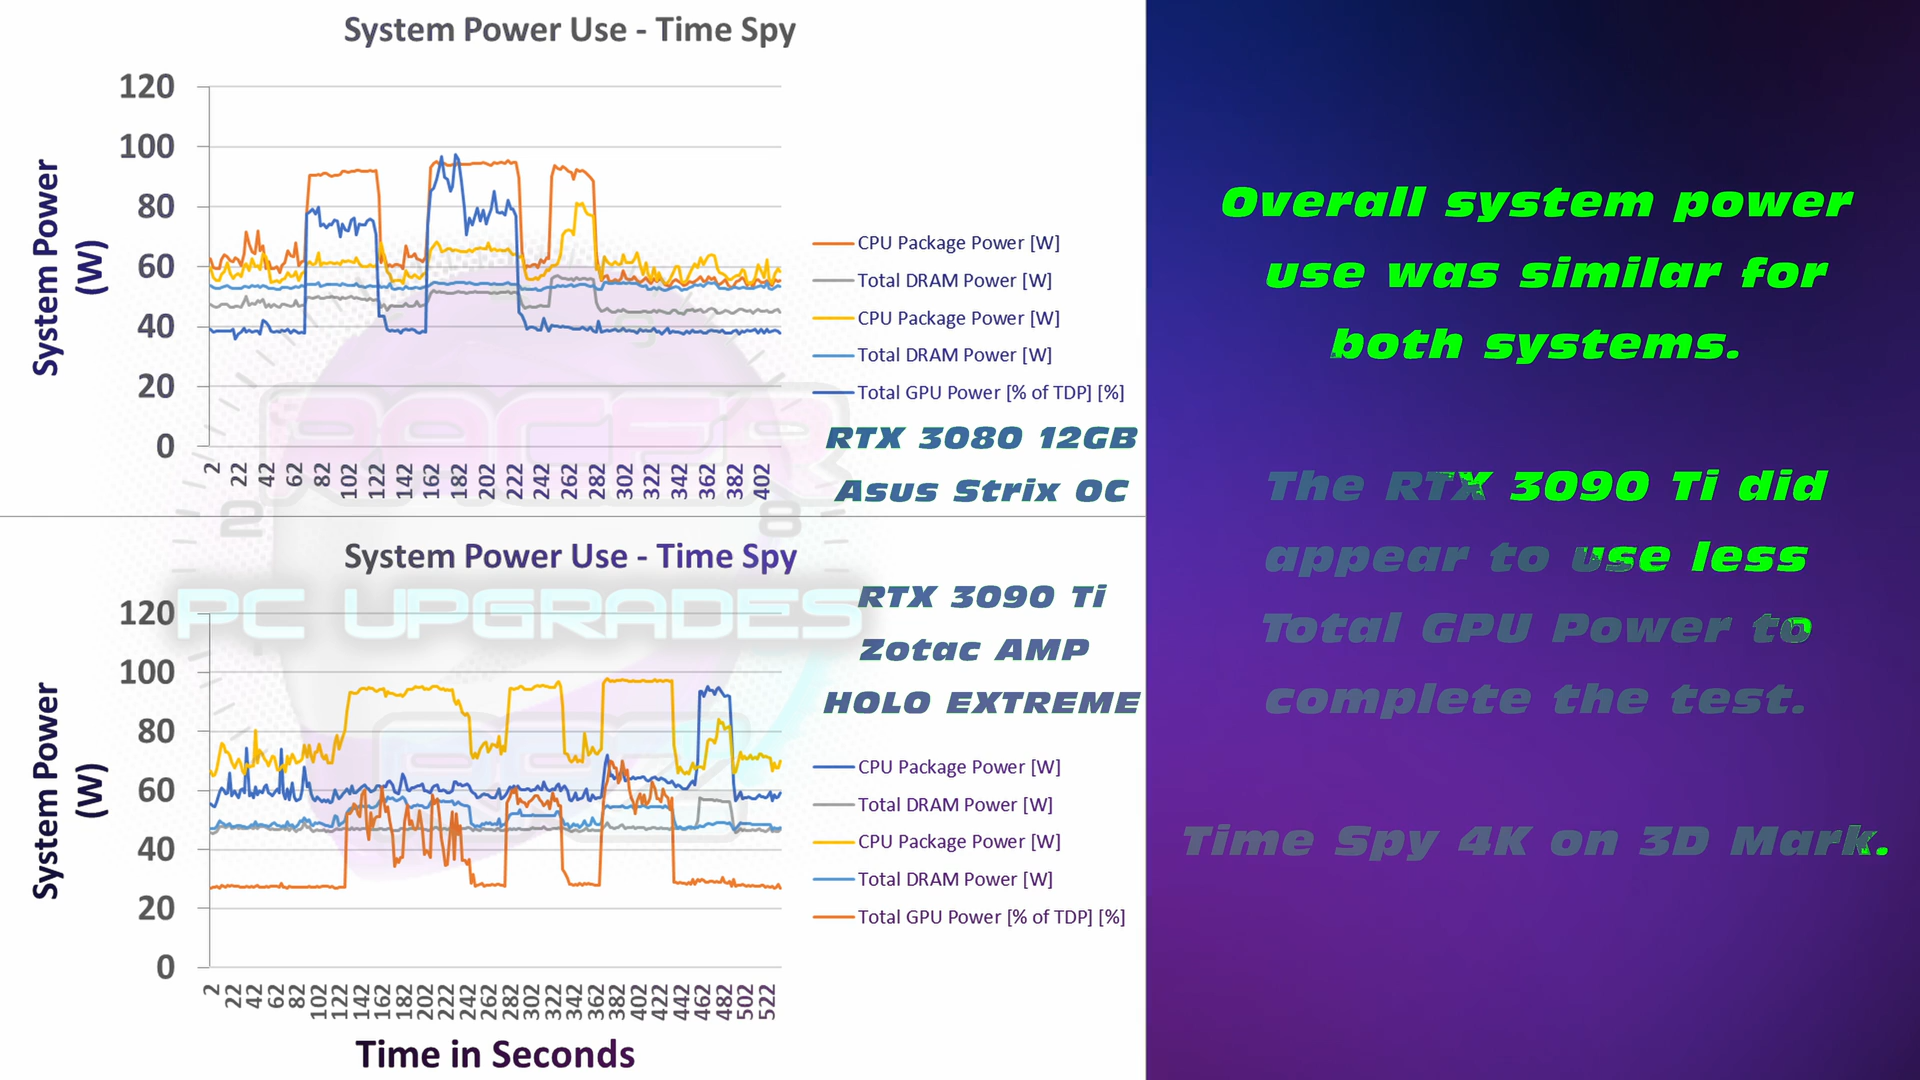 System Power Use - Time Spy
System Power
(W)
120
100
80
60
40
20
0
2
22
42
62
82
102
122
142
162
182
202
222
242
262
282
302
322
342
362
382
402
CPU Package Power [W]
Total DRAM Power [W]
CPU Package Power [W]
Total DRAM Power [W]
Total GPU Power [% of TDP] [%]
RTX 3080 12GB
Asus Strix OC
RACER
2
8
PC UPGRADES
System Power Use - Time Spy
System Power
(W)
120
100
80
60
40
20
0
2
22
42
62
82
102
122
142
162
182
202
222
242
262
282
302
322
342
362
382
402
422
442
462
482
502
522
Time in Seconds
RTX 3090 Ti
Zotac AMP
HOLO EXTREME
CPU Package Power [W]
Total DRAM Power [W]
CPU Package Power [W]
Total DRAM Power [W]
Total GPU Power [% of TDP] [%]
Overall system power
use was similar for
both systems.
The RTX 3090 Ti did
appear to use less
Total GPU Power to
complete the test.
Time Spy 4K on 3D Mark.